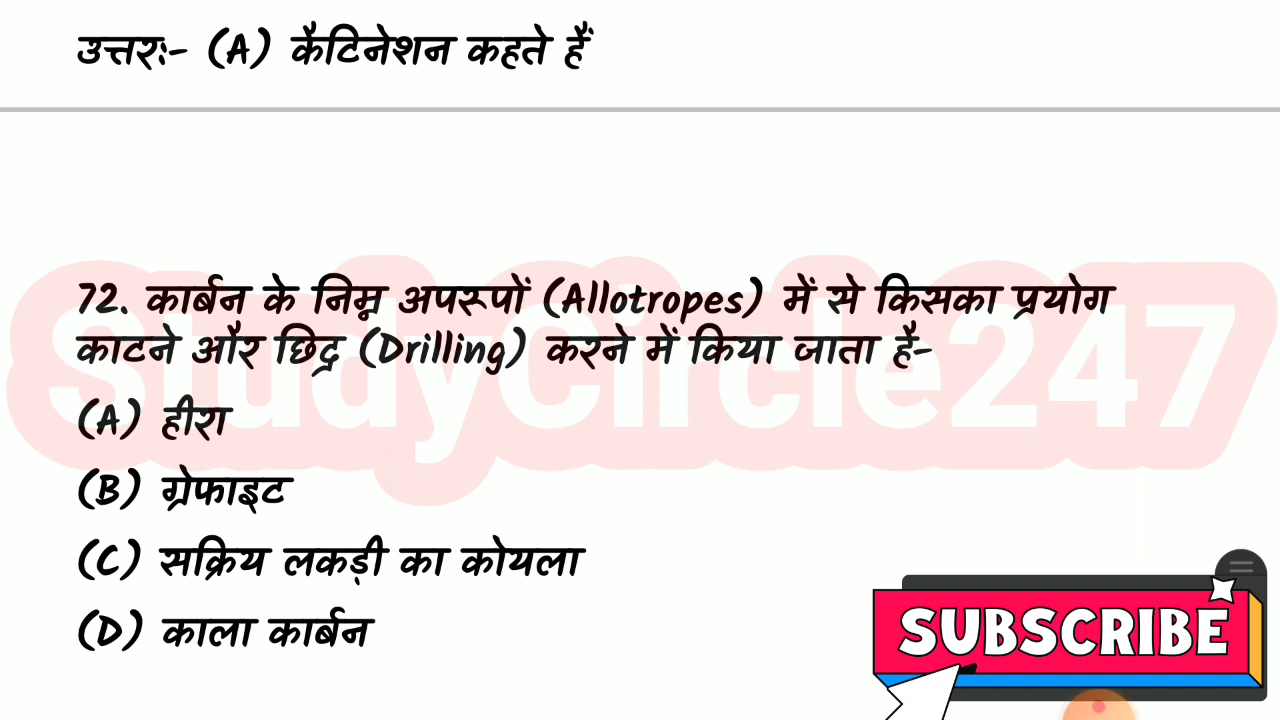 उत्तरः- (A) कैटिनेशन कहते हैं
72. कार्बन के निम्न अपरूपों (Allotropes) में से किसका प्रयोग
काटने और छिद्र (Drilling) करने में किया जाता है-
(A) हीरा
(B) ग्रेफाइट
(C) सक्रिय लकड़ी का कोयला
(D) काला कार्बन
StudyCircle247
SUBSCRIBE